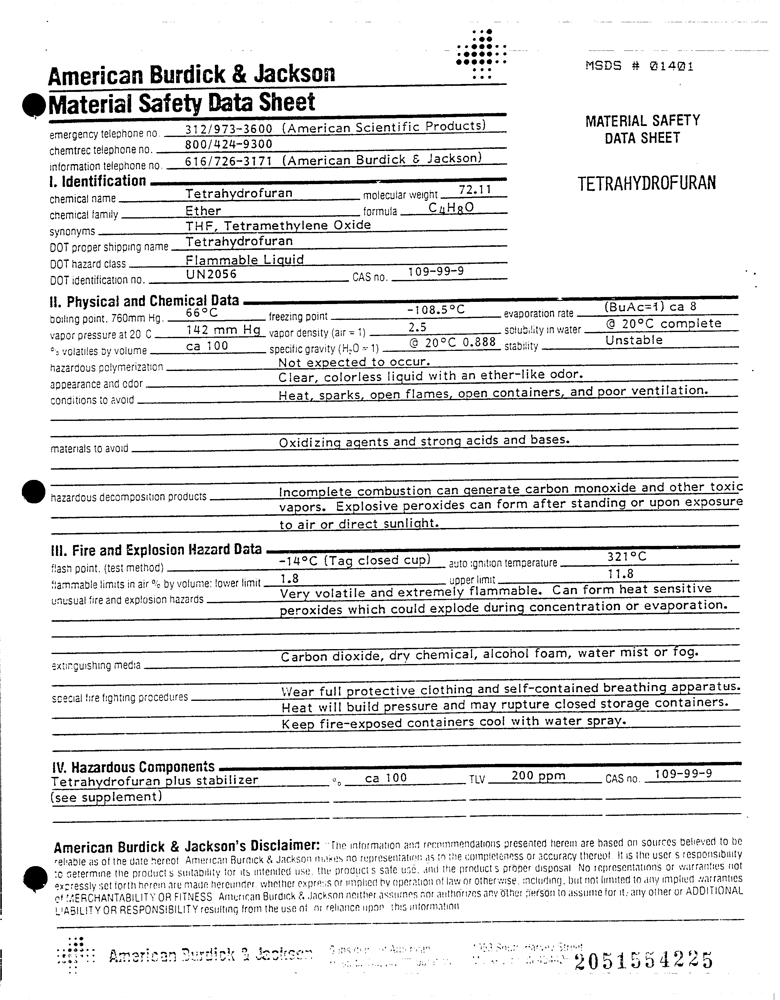 MSDS # 01401
American Burdick & Jackson
Material Safety Data Sheet
MATERIAL SAFETY
DATA SHEET
TETRAHYDROFURAN
emergency telephone no. 312/973-3600 (American Scientific Products)
chemtrec telephone no. 800/424-9300
information telephone no. 616/726-3171 (American Burdick & Jackson)
I. Identification
chemical name Tetrahydrofuran molecular weight 72.11
chemical family Ether formula C4H8O
synonyms THF, Tetramethylene Oxide
DOT proper shipping name Tetrahydrofuran
DOT hazard class Flammable Liquid
DOT identification no. UN2056 CAS no. 109-99-9
II. Physical and Chemical Data
boiling point, 760mm Hg. 66°C freezing point -108.5°C evaporation rate (BuAc=1) ca 8
vapor pressure at 20 C 142 mm Hg vapor density (air = 1) 2.5 solubility in water @ 20°C complete
% volatiles by volume ca 100 specific gravity (H2O = 1) @ 20°C 0.888 stability Unstable
hazardous polymerization Not expected to occur.
appearance and odor Clear, colorless liquid with an ether-like odor.
conditions to avoid Heat, sparks, open flames, open containers, and poor ventilation.
materials to avoid Oxidizing agents and strong acids and bases.
hazardous decomposition products Incomplete combustion can generate carbon monoxide and other toxic
vapors. Explosive peroxides can form after standing or upon exposure
to air or direct sunlight.
III. Fire and Explosion Hazard Data
flash point, (test method) -14°C (Tag closed cup) auto ignition temperature 321°C
flammable limits in air % by volume: lower limit 1.8 upper limit 11.8
unusual fire and explosion hazards Very volatile and extremely flammable. Can form heat sensitive
peroxides which could explode during concentration or evaporation.
extinguishing media Carbon dioxide, dry chemical, alcohol foam, water mist or fog.
special fire fighting procedures Wear full protective clothing and self-contained breathing apparatus.
Heat will build pressure and may rupture closed storage containers.
Keep fire-exposed containers cool with water spray.
IV. Hazardous Components
Tetrahydrofuran plus stabilizer % ca 100 TLV 200 ppm CAS no. 109-99-9
(see supplement)
American Burdick & Jackson's Disclaimer: "The information and recommendations presented herein are based on sources believed to be
reliable as of the date hereof. American Burdick & Jackson makes no representation as to the completeness or accuracy thereof. It is the user's responsibility
to determine the product's suitability for its intended use, the product's safe use, and the product's proper disposal. No representations or warranties not
expressly set forth herein are made hereunder, whether express or implied by operation of law or otherwise, including, but not limited to any implied warranties
of MERCHANTABILITY OR FITNESS. American Burdick & Jackson neither assumes nor authorizes any other person to assume for it, any other or ADDITIONAL
LIABILITY OR RESPONSIBILITY resulting from the use of, or reliance upon, this information
American Burdick & Jackson
2051554225